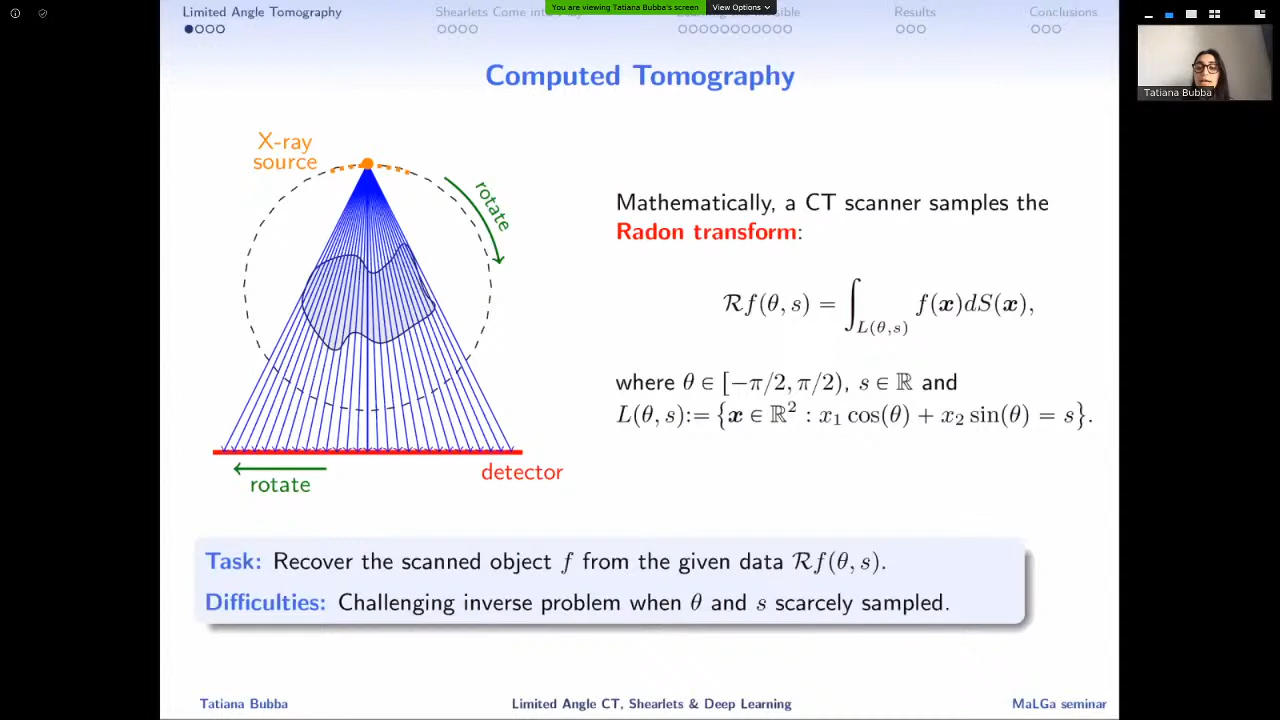 You are viewing Tatiana Bubba's screen
View Options
Limited Angle Tomography
Shearlets Come into
Results
Conclusions
Tatiana Bubba
Computed Tomography
X-ray
source
rotate
rotate
detector
Mathematically, a CT scanner samples the
Radon transform:
ℛf(θ, s) = ∫_{L(θ,s)} f(𝒙)dS(𝒙),
where θ ∈ [−π/2, π/2), s ∈ ℝ and
L(θ, s):= {𝒙 ∈ ℝ² : x₁ cos(θ) + x₂ sin(θ) = s}.
Task: Recover the scanned object f from the given data ℛf(θ, s).
Difficulties: Challenging inverse problem when θ and s scarcely sampled.
Tatiana Bubba
Limited Angle CT, Shearlets & Deep Learning
MaLGa seminar